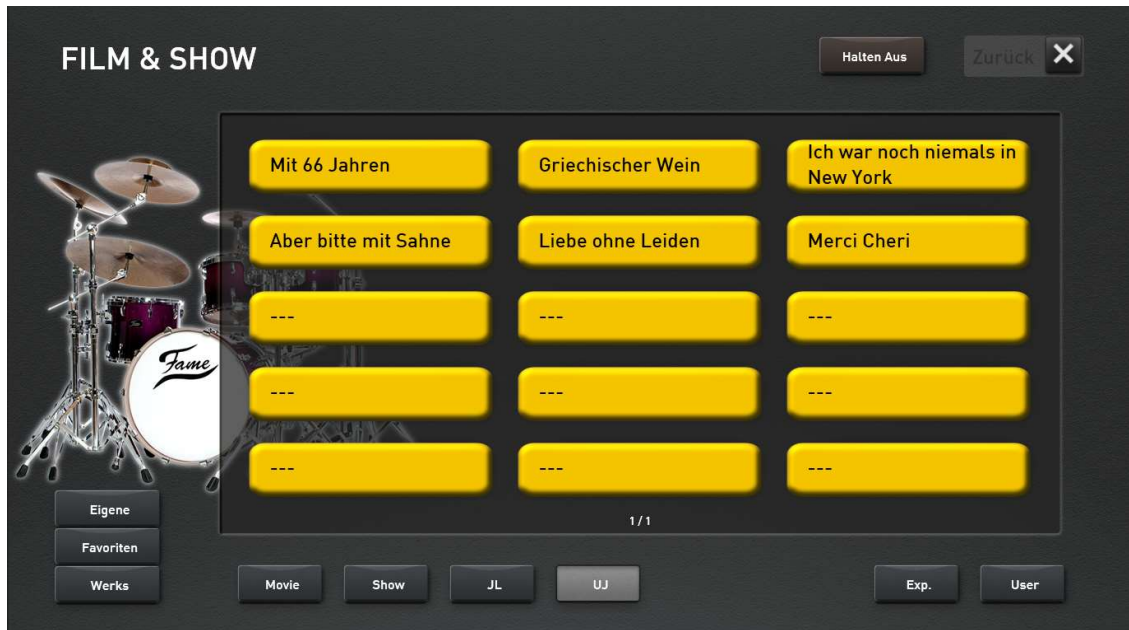 FILM & SHOW
Halten Aus
Zurück
Mit 66 Jahren
Griechischer Wein
Ich war noch niemals in
New York
Aber bitte mit Sahne
Liebe ohne Leiden
Merci Cheri
---
---
---
Fame
---
---
---
---
---
---
Eigene
1/1
Favoriten
Werks
Movie
Show
JL
UJ
Exp.
User